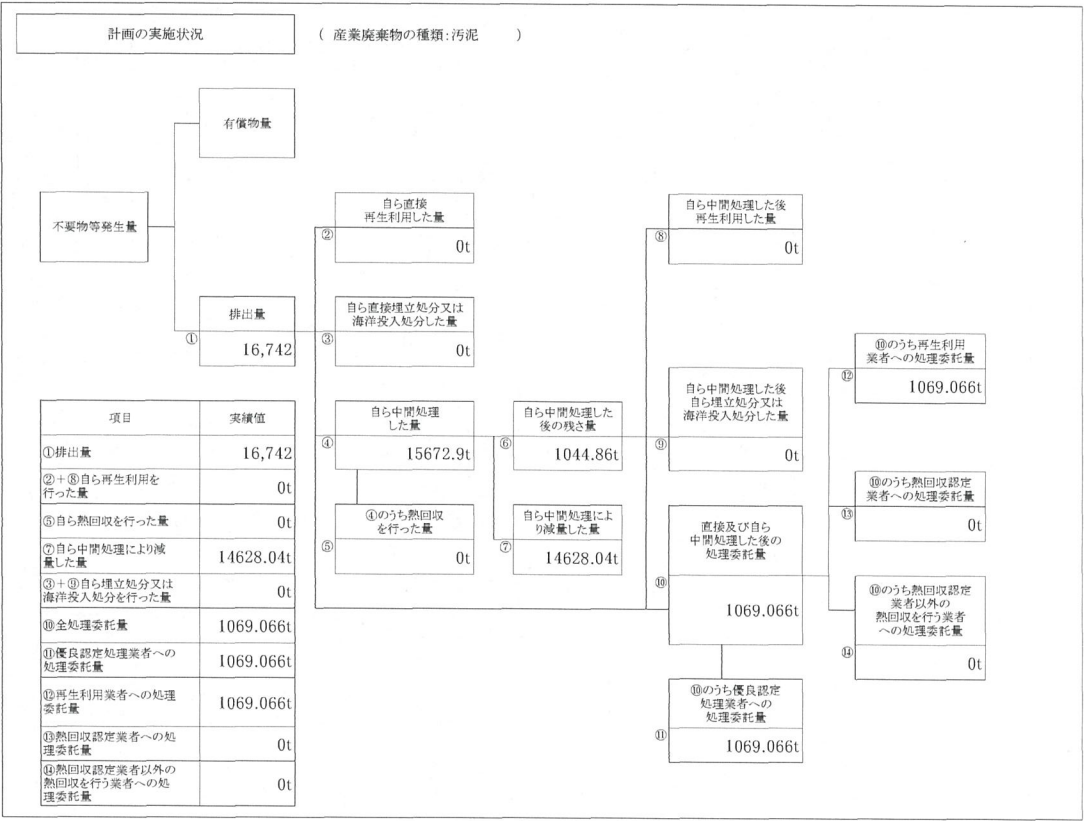 計画の実施状況
( 産業廃棄物の種類:汚泥 )
有償物量
不要物等発生量
排出量
①
16,742
自ら直接
再生利用した量
②
0t
自ら直接埋立処分又は
海洋投入処分した量
③
0t
自ら中間処理
した量
④
15672.9t
④のうち熱回収
を行った量
⑤
0t
自ら中間処理した
後の残さ量
⑥
1044.86t
自ら中間処理によ
り減量した量
⑦
14628.04t
自ら中間処理した後
再生利用した量
⑧
0t
自ら中間処理した後
自ら埋立処分又は
海洋投入処分した量
⑨
0t
直接及び自ら
中間処理した後の
処理委託量
⑩
1069.066t
⑩のうち優良認定
処理業者への
処理委託量
⑪
1069.066t
⑩のうち再生利用
業者への処理委託量
⑫
1069.066t
⑩のうち熱回収認定
業者への処理委託量
⑬
0t
⑩のうち熱回収認定
業者以外の
熱回収を行う業者
への処理委託量
⑭
0t
項目 実績値
①排出量 16,742
②+⑧自ら再生利用を
行った量 0t
⑤自ら熱回収を行った量 0t
⑦自ら中間処理により減
量した量 14628.04t
③+⑨自ら埋立処分又は
海洋投入処分を行った量 0t
⑩全処理委託量 1069.066t
⑪優良認定処理業者への
処理委託量 1069.066t
⑫再生利用業者への処理
委託量 1069.066t
⑬熱回収認定業者への処
理委託量 0t
⑭熱回収認定業者以外の
熱回収を行う業者への処
理委託量 0t